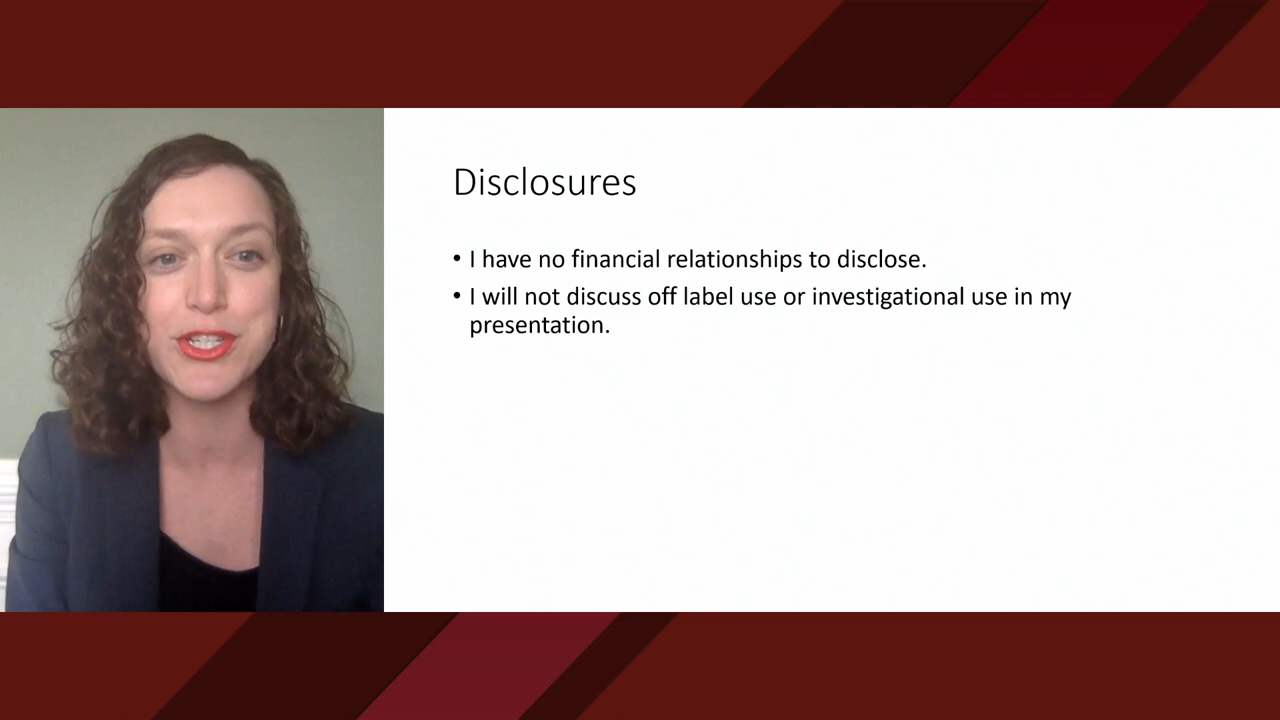 Disclosures
• I have no financial relationships to disclose.
• I will not discuss off label use or investigational use in my
presentation.